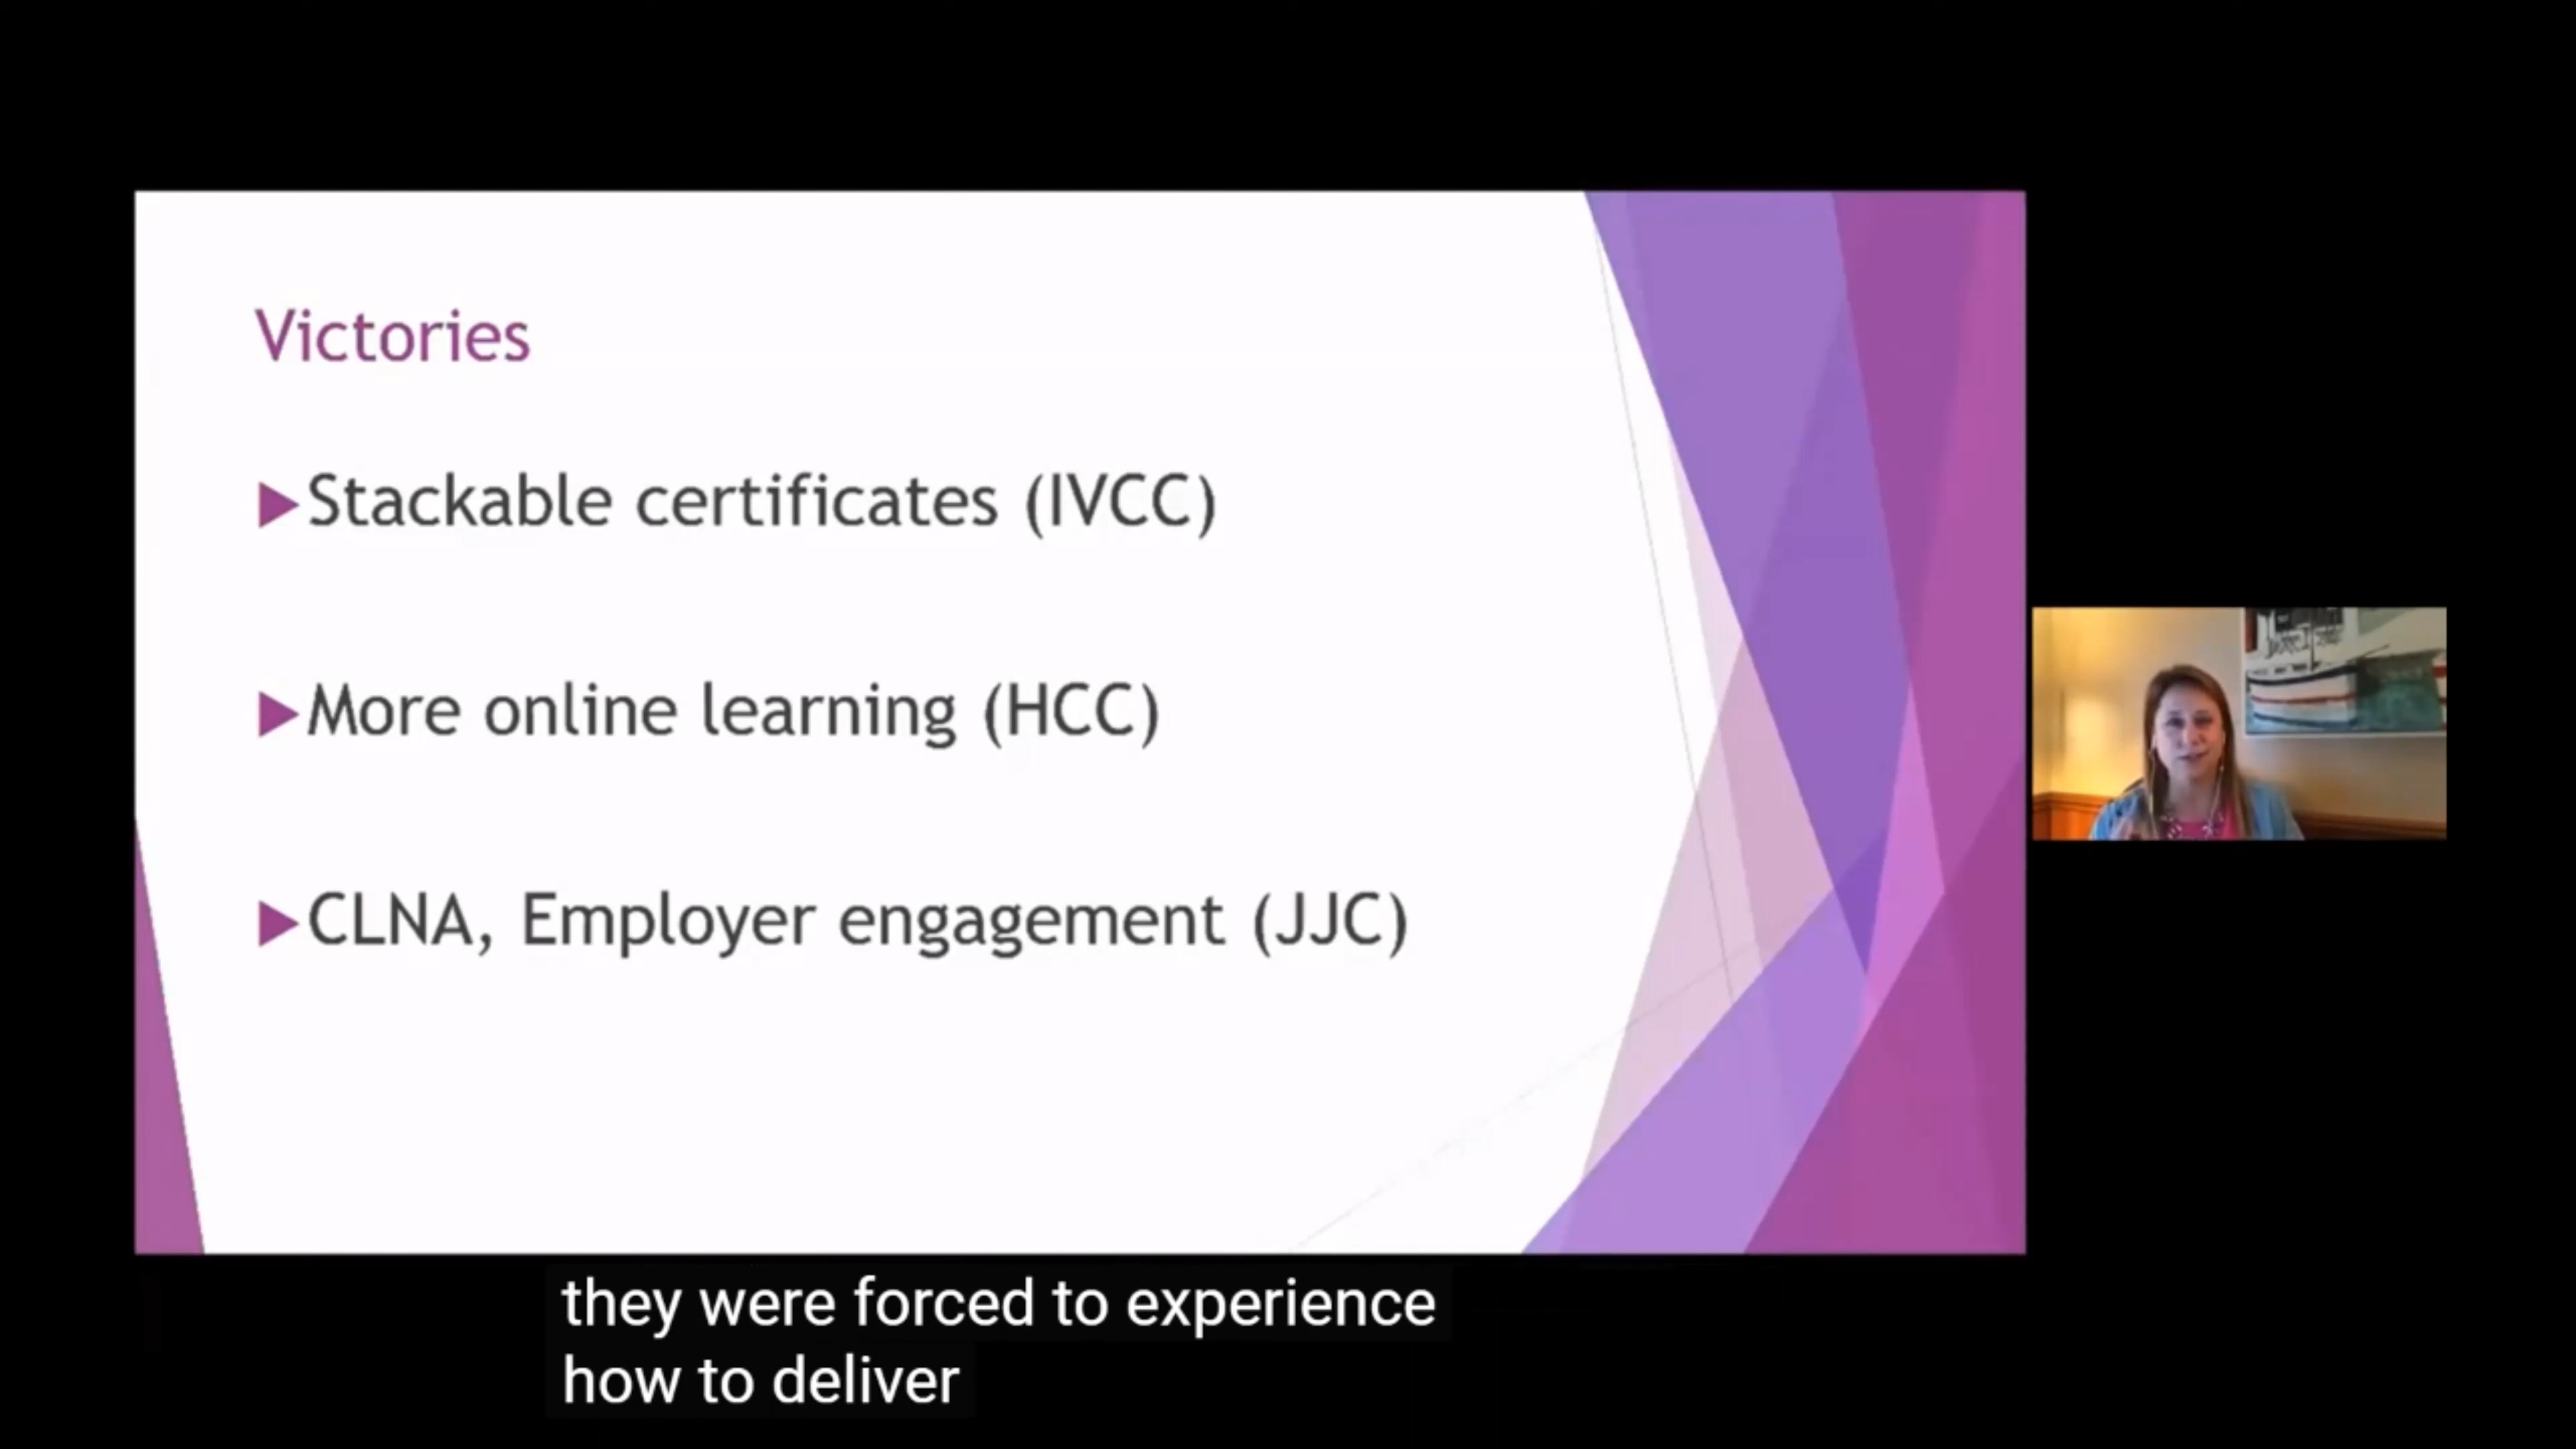 Victories
Stackable certificates (IVCC)
More online learning (HCC)
CLNA, Employer engagement (JJC)
they were forced to experience
how to deliver